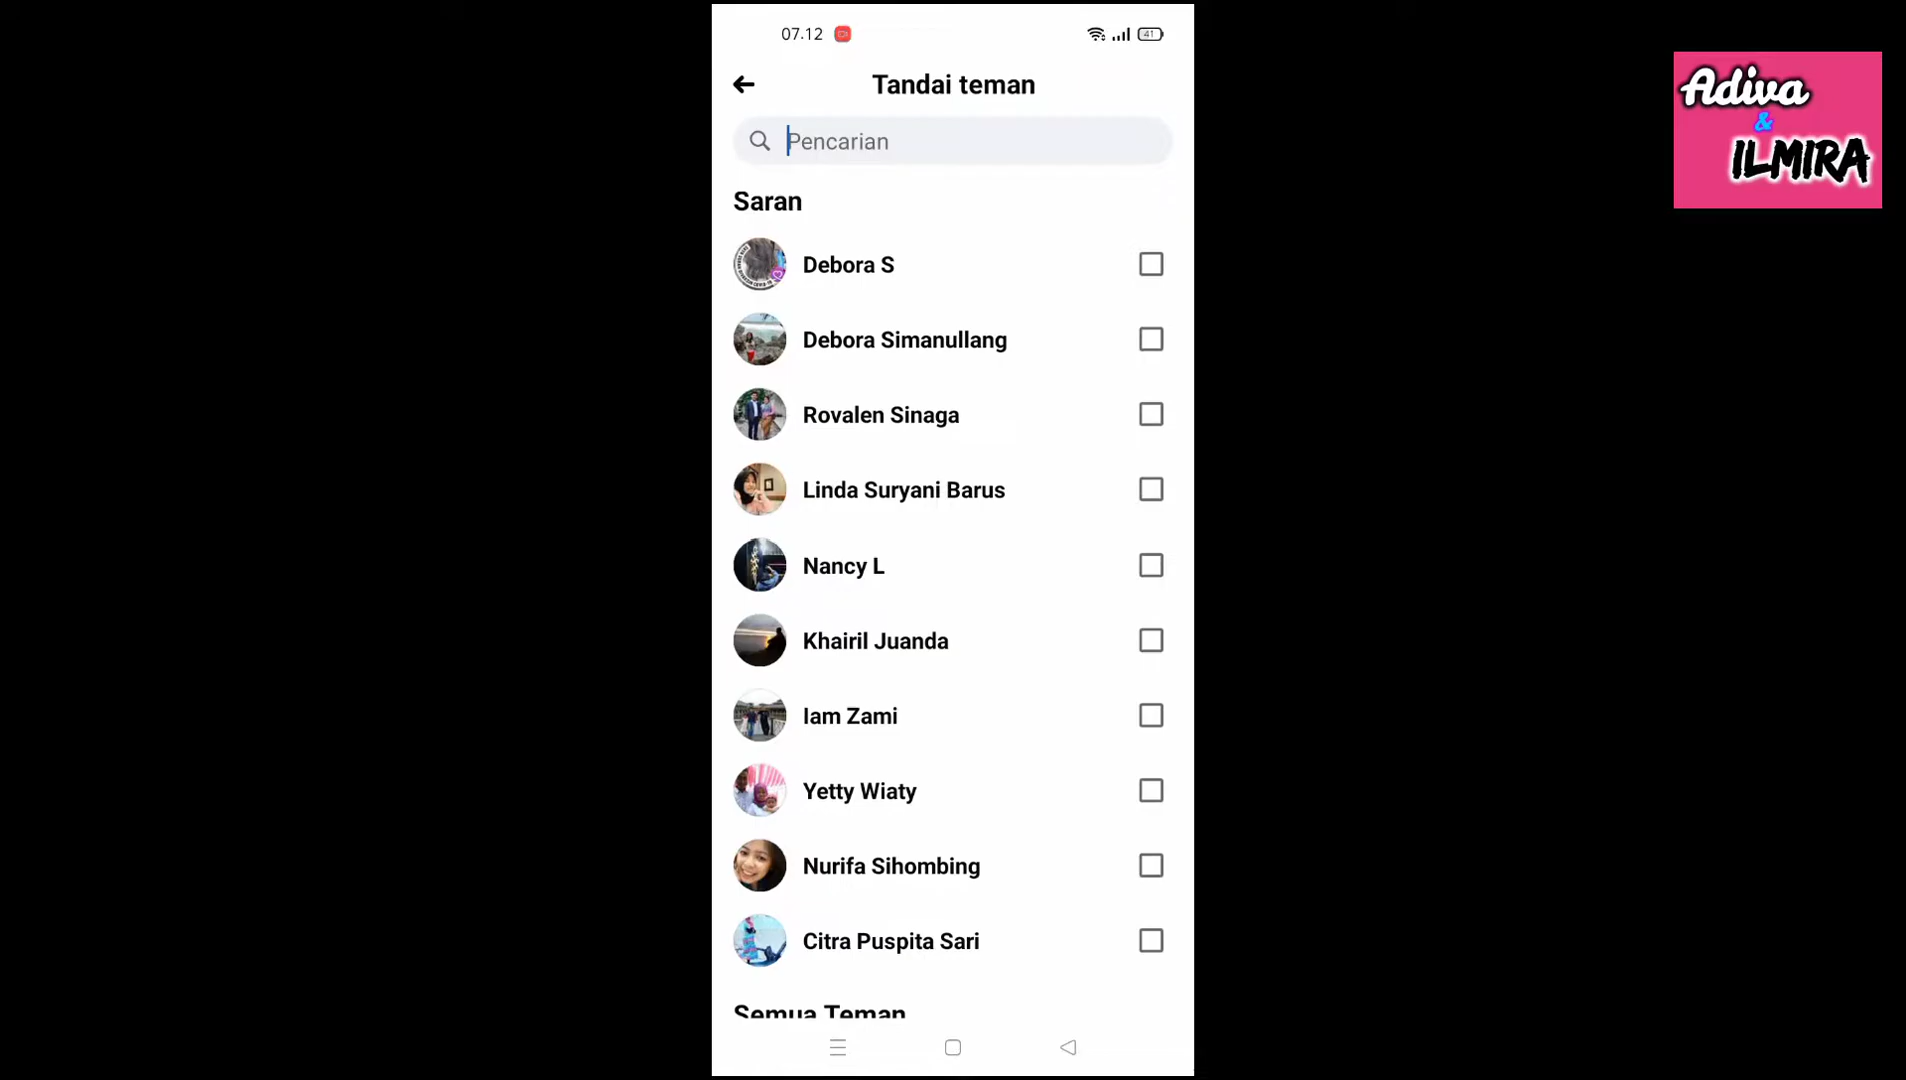 07.12
41
Tandai teman
Pencarian
Saran
Debora S
Debora Simanullang
Rovalen Sinaga
Linda Suryani Barus
Nancy L
Khairil Juanda
Iam Zami
Yetty Wiaty
Nurifa Sihombing
Citra Puspita Sari
Semua Teman
Adiva
&
ILMIRA